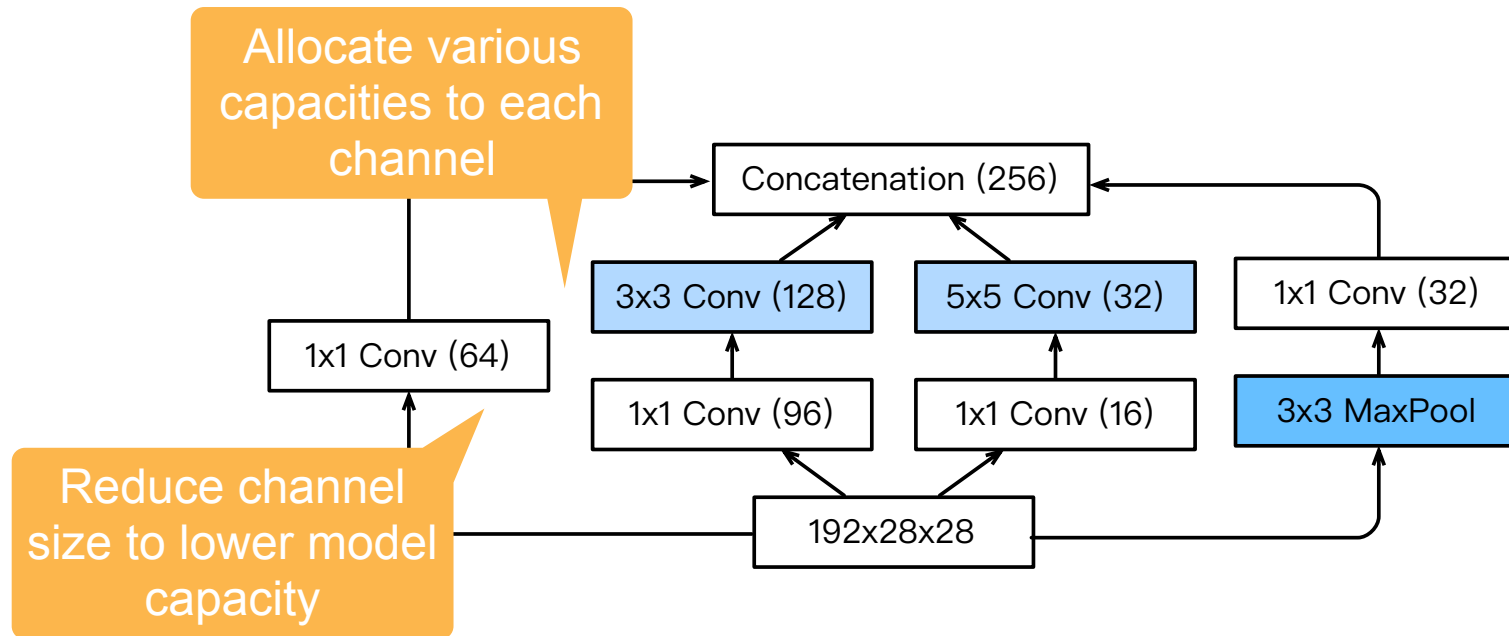 Allocate various
capacities to each
channel
Concatenation (256)
3x3 Conv (128)
5x5 Conv (32)
1x1 Conv (32)
1x1 Conv (64)
1x1 Conv (96)
1x1 Conv (16)
3x3 MaxPool
Reduce channel
size to lower model
capacity
192x28x28